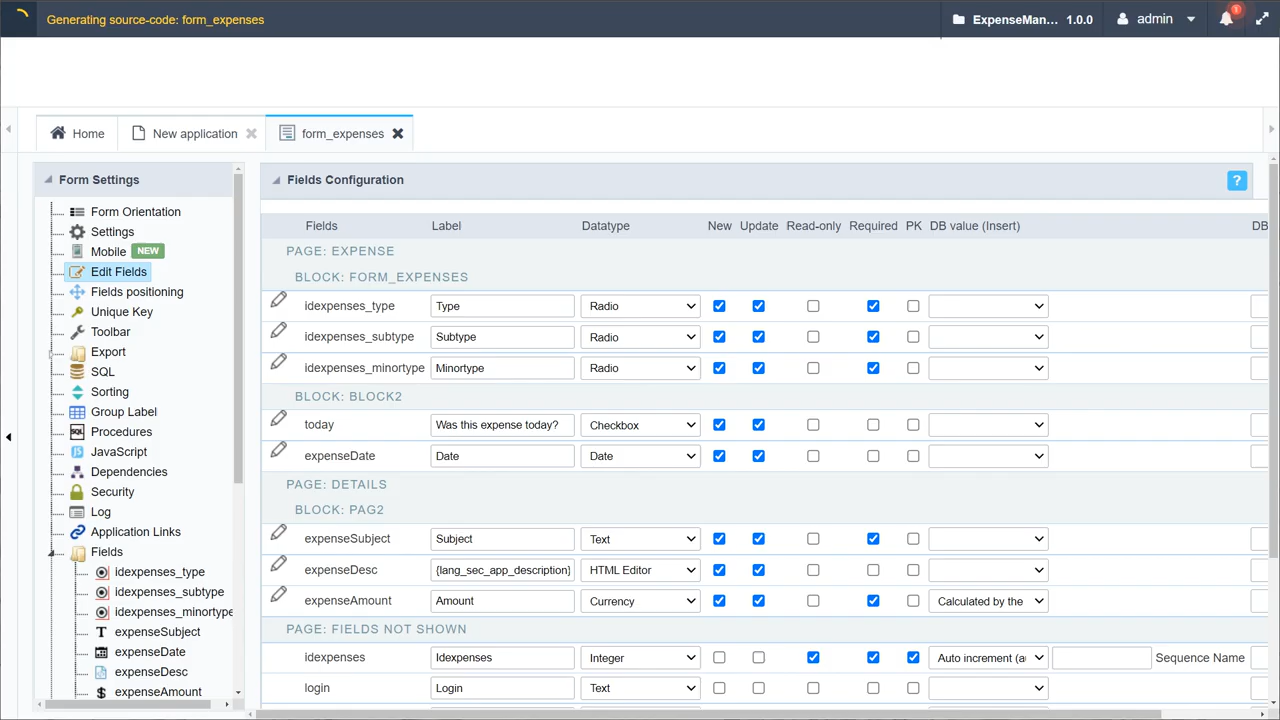 Generating source-code: form_expenses
ExpenseMan... 1.0.0
admin
Home
New application
form_expenses
Form Settings
Form Orientation
Settings
Mobile NEW
Edit Fields
Fields positioning
Unique Key
Toolbar
Export
SQL
Sorting
Group Label
Procedures
JavaScript
Dependencies
Security
Log
Application Links
Fields
idexpenses_type
idexpenses_subtype
idexpenses_minortype
expenseSubject
expenseDate
expenseDesc
expenseAmount
Fields Configuration
?
Fields Label Datatype New Update Read-only Required PK DB value (Insert) DB
PAGE: EXPENSE
BLOCK: FORM_EXPENSES
idexpenses_type Type Radio
idexpenses_subtype Subtype Radio
idexpenses_minortype Minortype Radio
BLOCK: BLOCK2
today Was this expense today? Checkbox
expenseDate Date Date
PAGE: DETAILS
BLOCK: PAG2
expenseSubject Subject Text
expenseDesc {lang_sec_app_description} HTML Editor
expenseAmount Amount Currency Calculated by the
PAGE: FIELDS NOT SHOWN
idexpenses Idexpenses Integer Auto increment (au Sequence Name
login Login Text